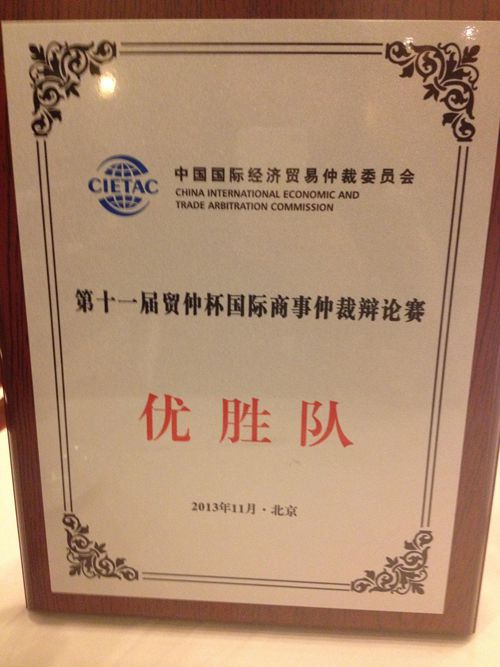 CIETAC
中国国际经济贸易仲裁委员会
CHINA INTERNATIONAL ECONOMIC AND
TRADE ARBITRATION COMMISSION
第十一届贸仲杯国际商事仲裁辩论赛
优胜队
2013年11月·北京